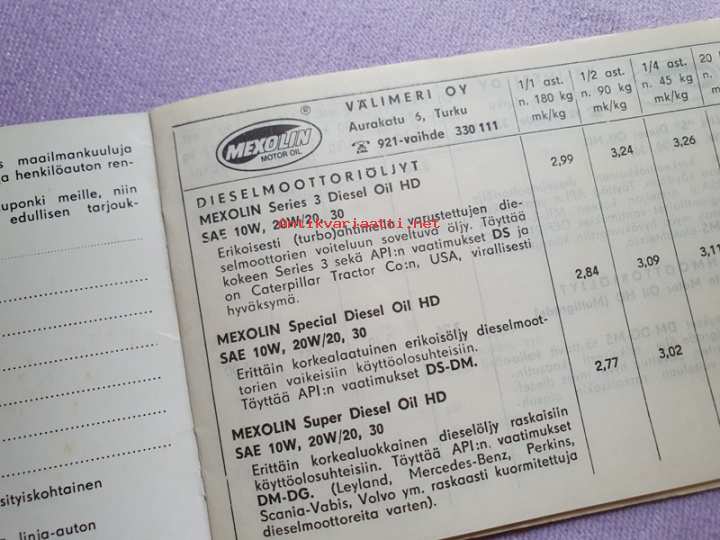 s maailmankuuluja
ja henkilöauton ren-
uponki meille, niin
edullisen tarjouk-
sityiskohtainen
linja-auton
®
MEXOLIN
MOTOR OIL
VÄLIMERI OY
Aurakatu 5, Turku
☎ 921-vaihde 330 111
1/1 ast. 1/2 ast. 1/4 ast. 20
n. 180 kg n. 90 kg n. 45 kg
mk/kg mk/kg mk/kg
DIESELMOOTTORIÖLJYT
MEXOLIN Series 3 Diesel Oil HD
SAE 10W, 20W/20, 30
2,99 3,24 3,26
Erikoisesti (turbo)ahtimella varustettujen die-
selmoottorien voiteluun soveltuva öljy. Täyttää
kokeen Series 3 sekä API:n vaatimukset DS ja
on Caterpillar Tractor Co:n, USA, virallisesti
hyväksymä.
MEXOLIN Special Diesel Oil HD
SAE 10W, 20W/20, 30
2,84 3,09 3,11
Erittäin korkealaatuinen erikoisöljy dieselmoot-
torien vaikeisiin käyttöolosuhteisiin.
Täyttää API:n vaatimukset DS-DM.
MEXOLIN Super Diesel Oil HD
SAE 10W, 20W/20, 30
2,77 3,02
Erittäin korkealuokkainen dieselöljy raskaisiin
käyttöolosuhteisiin. Täyttää API:n vaatimukset
DM-DG. (Leyland, Mercedes-Benz, Perkins,
Scania-Vabis, Volvo ym. raskaasti kuormitettuja
dieselmoottoreita varten).
antikvariaatti.net